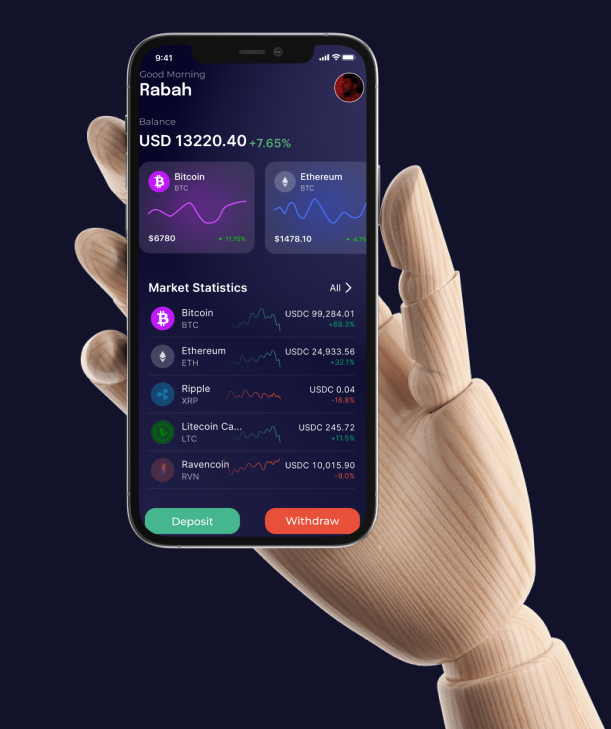 9:41
Good Morning
Rabah
Balance
USD 13220.40 +7.65%
Bitcoin
BTC
$6780
11.75%
Ethereum
ETH
BTC
$1478.10
Market Statistics
All
Bitcoin
BTC
USDC 99,284.01
+68.3%
Ethereum
ETH
USDC 24,933.56
+32.1%
Ripple
XRP
USDC 0.04
-16.8%
Litecoin Ca...
LTC
USDC 245.72
+11.5%
Ravencoin
RVN
USDC 10,015.90
-9.0%
Deposit
Withdraw